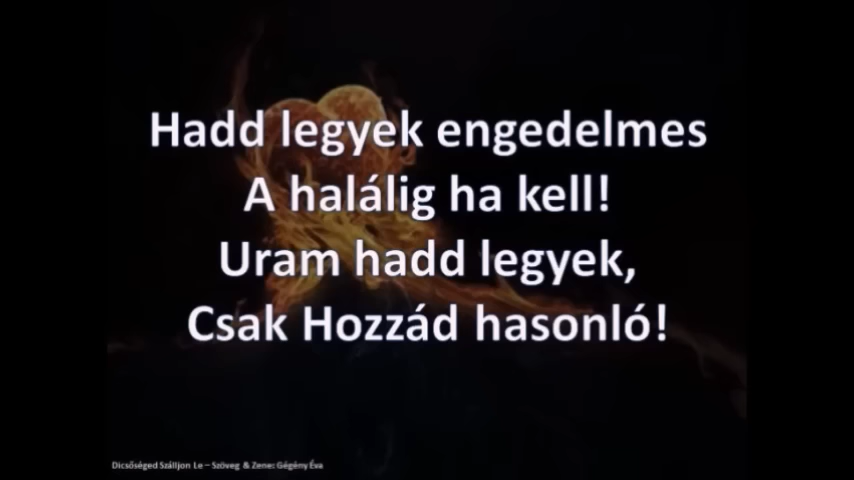 Hadd legyek engedelmes
A halálig ha kell!
Uram hadd legyek,
Csak Hozzád hasonló!
Dicsőséged Szálljon Le – Szöveg & Zene: Gégény Éva